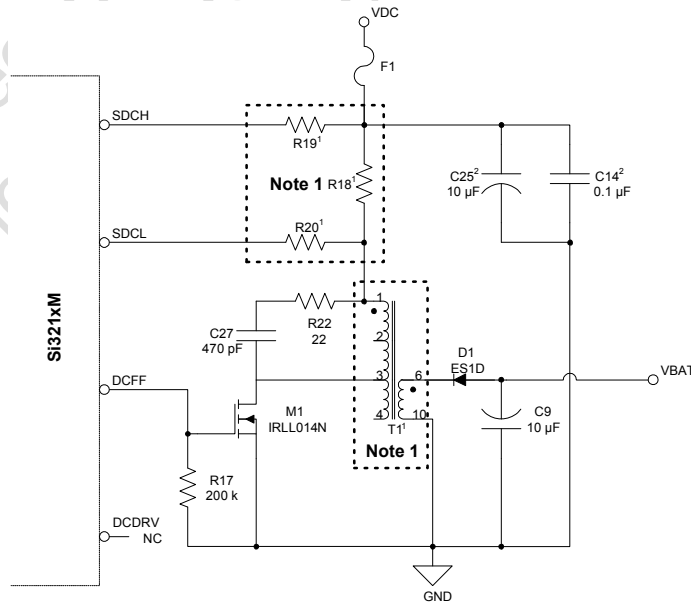 VDC
F1
SDCH
R19¹
Note 1
R18¹
C25²
10 µF
C14²
0.1 µF
SDCL
R20¹
Si321xM
R22
22
C27
470 pF
1
2
3
4
6
10
T1¹
Note 1
D1
ES1D
VBAT
C9
10 µF
DCFF
M1
IRLL014N
R17
200 k
DCDRV
NC
GND